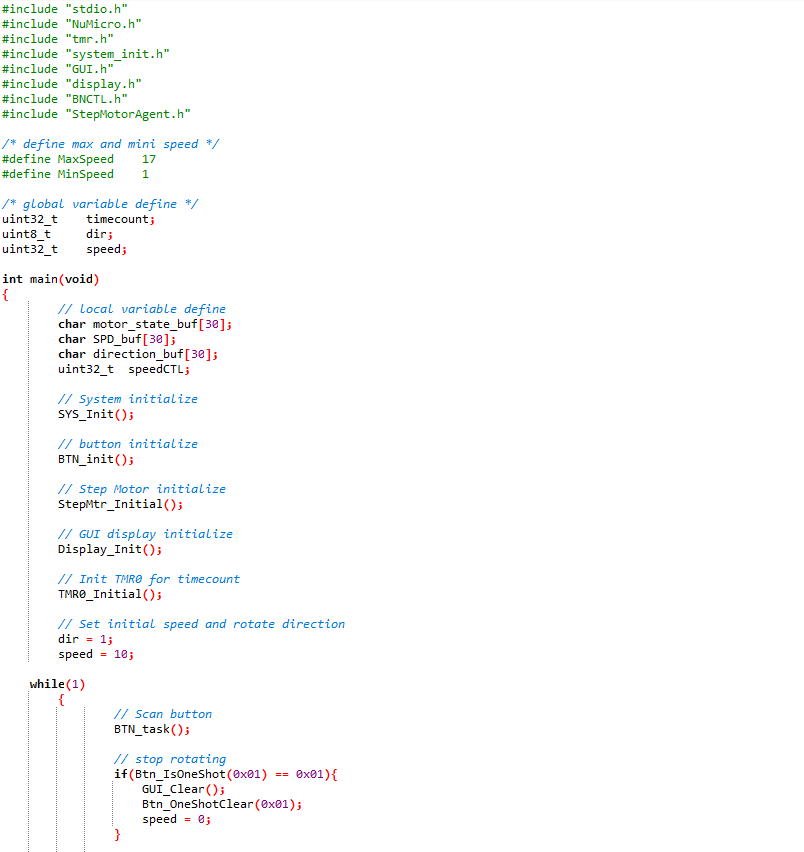 #include "stdio.h"
#include "NuMicro.h"
#include "tmr.h"
#include "system_init.h"
#include "GUI.h"
#include "display.h"
#include "BNCTL.h"
#include "StepMotorAgent.h"

/* define max and mini speed */
#define MaxSpeed    17
#define MinSpeed    1

/* global variable define */
uint32_t    timecount;
uint8_t     dir;
uint32_t    speed;

int main(void)
{
        // local variable define
        char motor_state_buf[30];
        char SPD_buf[30];
        char direction_buf[30];
        uint32_t  speedCTL;

        // System initialize
        SYS_Init();

        // button initialize
        BTN_init();

        // Step Motor initialize
        StepMtr_Initial();

        // GUI display initialize
        Display_Init();

        // Init TMR0 for timecount
        TMR0_Initial();

        // Set initial speed and rotate direction
        dir = 1;
        speed = 10;

    while(1)
        {
                // Scan button
                BTN_task();

                // stop rotating
                if(Btn_IsOneShot(0x01) == 0x01){
                    GUI_Clear();
                    Btn_OneShotClear(0x01);
                    speed = 0;
                }